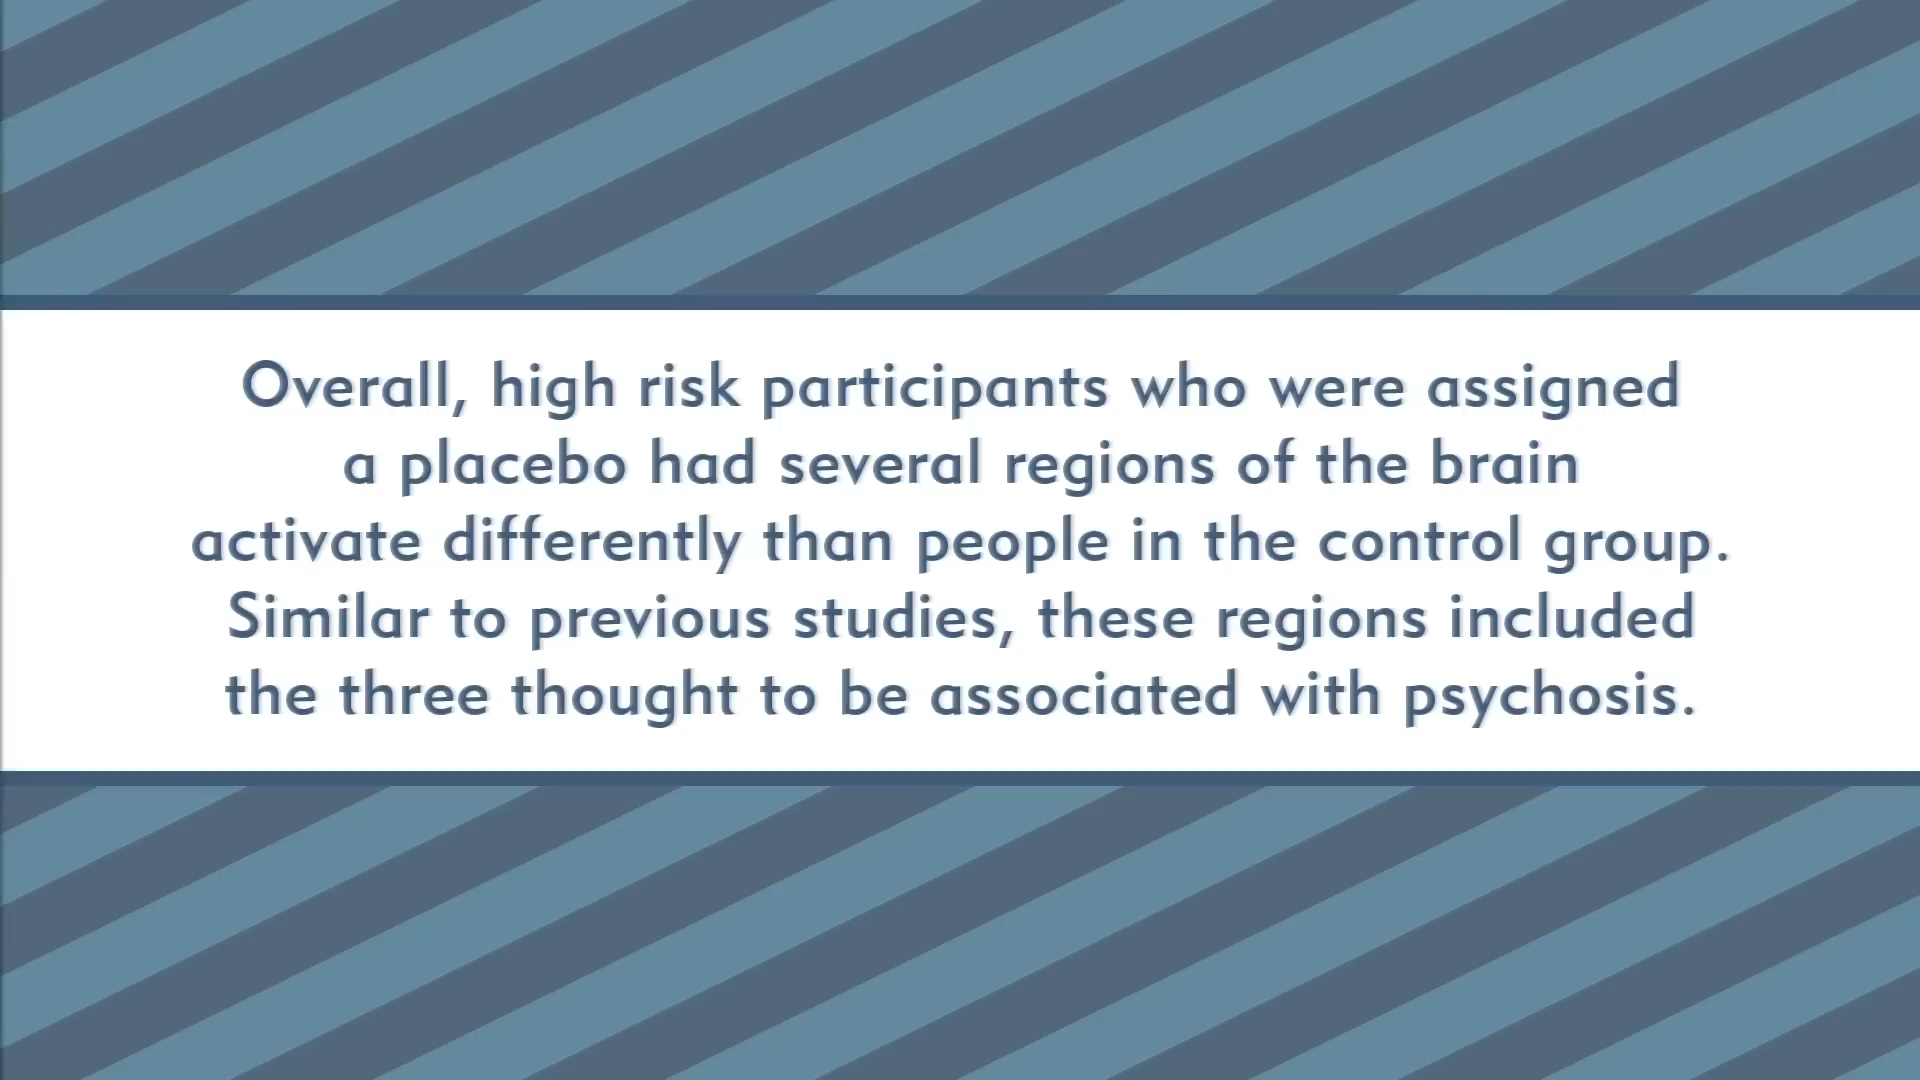 Overall, high risk participants who were assigned
a placebo had several regions of the brain
activate differently than people in the control group.
Similar to previous studies, these regions included
the three thought to be associated with psychosis.